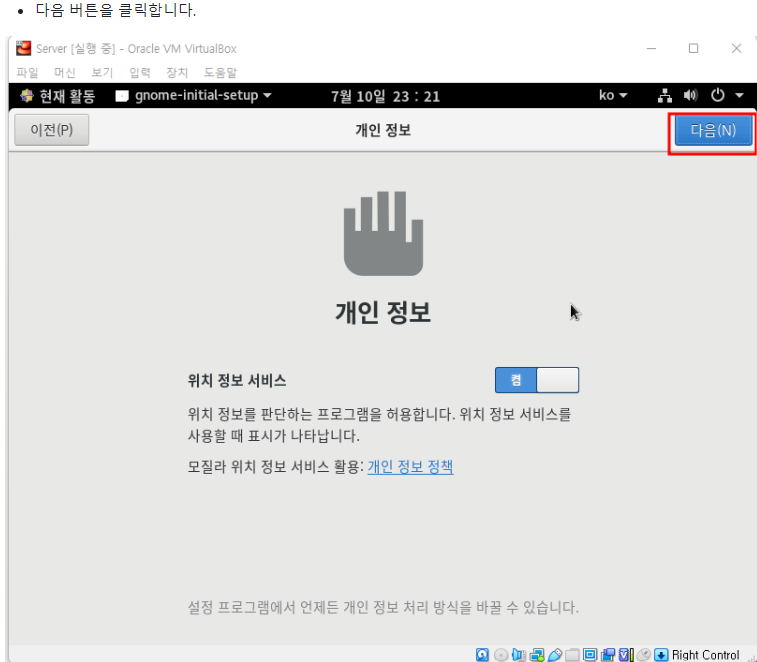 다음 버튼을 클릭합니다.
Server [실행 중] - Oracle VM VirtualBox
파일 머신 보기 입력 장치 도움말
현재 활동 gnome-initial-setup 7월 10일 23 : 21 ko
이전(P) 개인 정보 다음(N)
개인 정보
위치 정보 서비스 켬
위치 정보를 판단하는 프로그램을 허용합니다. 위치 정보 서비스를
사용할 때 표시가 나타납니다.
모질라 위치 정보 서비스 활용: 개인 정보 정책
설정 프로그램에서 언제든 개인 정보 처리 방식을 바꿀 수 있습니다.
Right Control